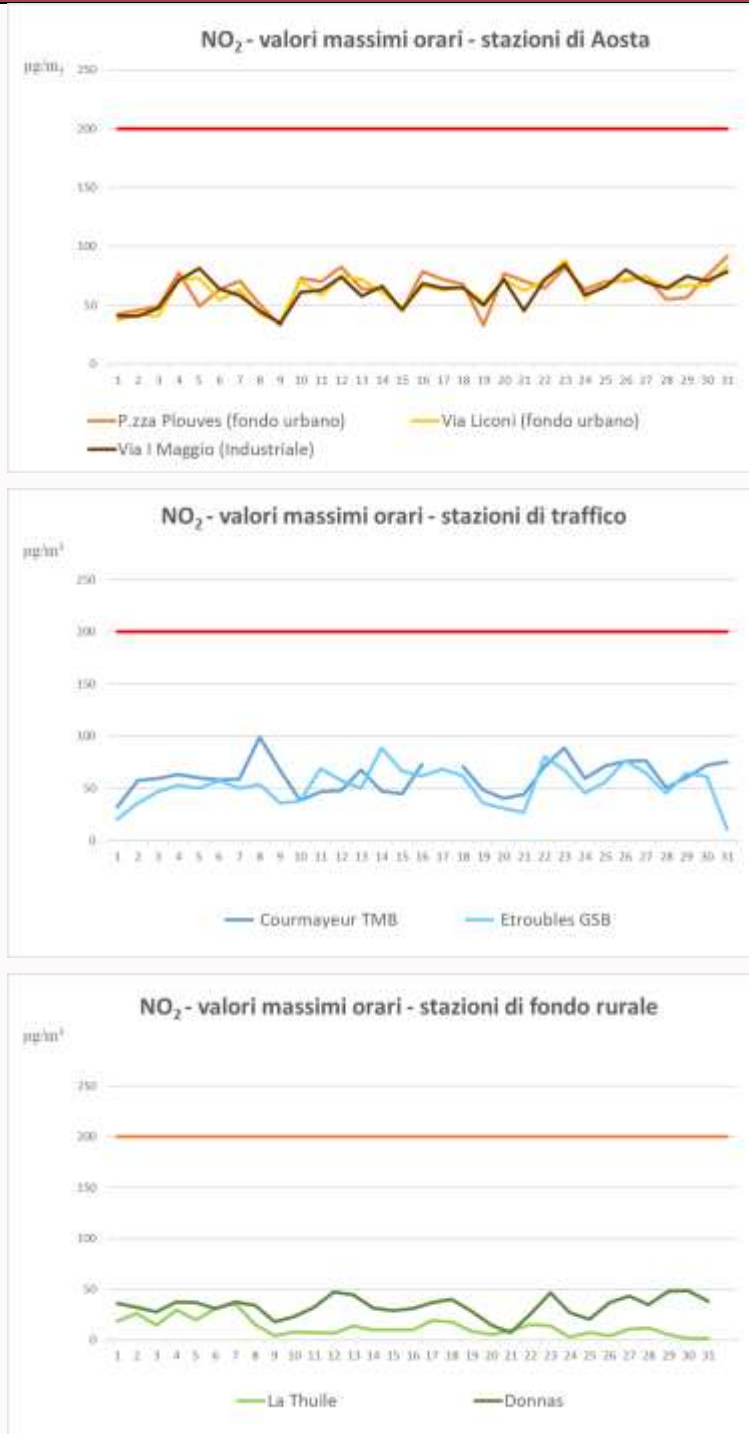 NO₂ - valori massimi orari - stazioni di Aosta
µg/m₃
250
200
150
100
50
0
1 2 3 4 5 6 7 8 9 10 11 12 13 14 15 16 17 18 19 20 21 22 23 24 25 26 27 28 29 30 31
P.zza Plouves (fondo urbano) Via Liconi (fondo urbano)
Via I Maggio (Industriale)
NO₂ - valori massimi orari - stazioni di traffico
µg/m³
250
200
150
100
50
0
1 2 3 4 5 6 7 8 9 10 11 12 13 14 15 16 17 18 19 20 21 22 23 24 25 26 27 28 29 30 31
Courmayeur TMB Etroubles GSB
NO₂ - valori massimi orari - stazioni di fondo rurale
µg/m³
250
200
150
100
50
0
1 2 3 4 5 6 7 8 9 10 11 12 13 14 15 16 17 18 19 20 21 22 23 24 25 26 27 28 29 30 31
La Thuile Donnas